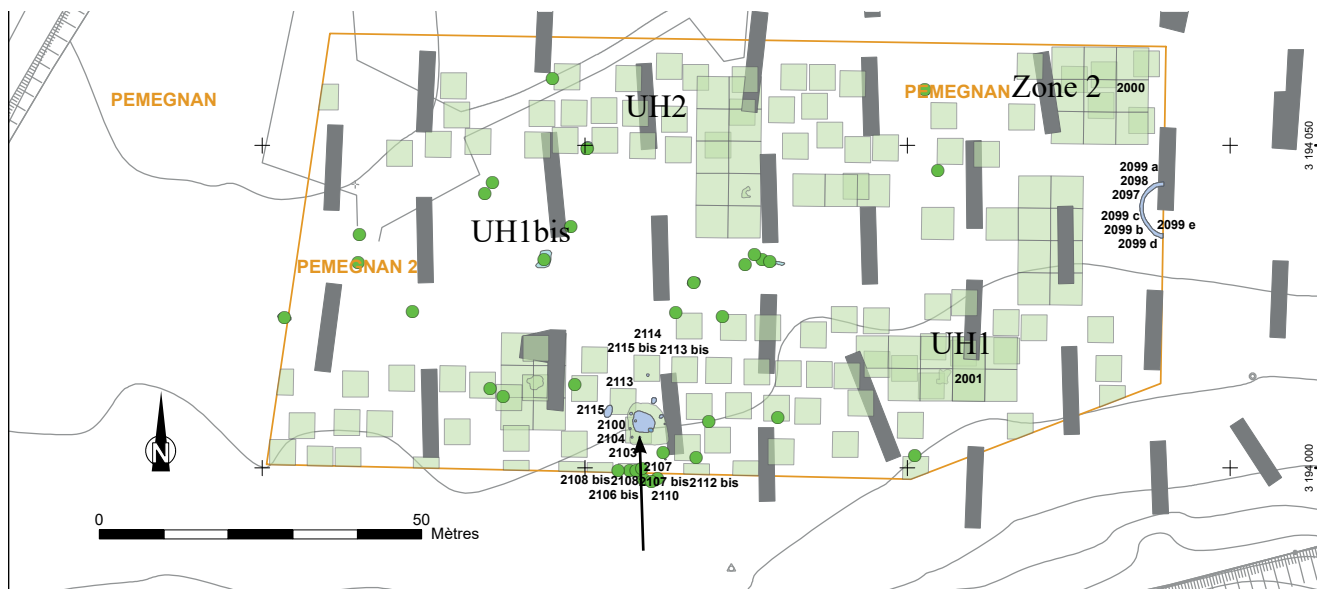 PEMEGNAN
UH2
PEMEGNAN
Zone 2
2000
3 194 050
2099 a
2098
2097
2099 c
2099 e
2099 b
2099 d
UH1bis
PEMEGNAN 2
2114
2115 bis
2113 bis
UH1
2001
2113
2115
2100
2104
2103
2107
2108 bis
2108
2107 bis
2112 bis
2106 bis
2110
3 194 000
N
0
50
Mètres